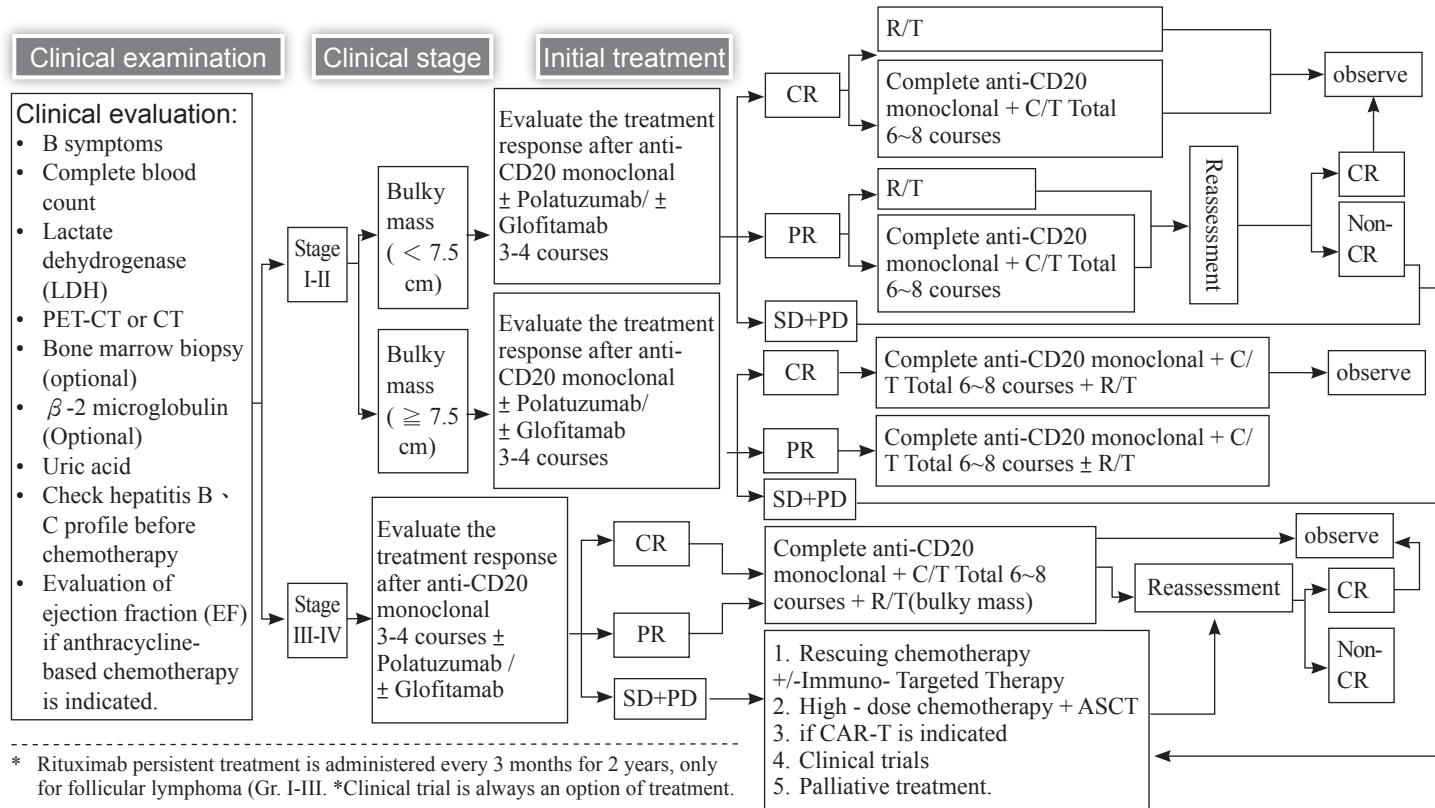 Clinical examination
Clinical stage
Initial treatment
Clinical evaluation:
• B symptoms
• Complete blood
count
• Lactate
dehydrogenase
(LDH)
• PET-CT or CT
• Bone marrow biopsy
(optional)
• β-2 microglobulin
(Optional)
• Uric acid
• Check hepatitis B、
C profile before
chemotherapy
• Evaluation of
ejection fraction (EF)
if anthracycline-
based chemotherapy
is indicated.
Stage
I-II
Bulky
mass
( < 7.5
cm)
Evaluate the treatment
response after anti-
CD20 monoclonal
± Polatuzumab/ ±
Glofitamab
3-4 courses
CR
R/T
Complete anti-CD20
monoclonal + C/T Total
6~8 courses
observe
PR
R/T
Complete anti-CD20
monoclonal + C/T Total
6~8 courses
Reassessment
CR
Non-
CR
SD+PD
Bulky
mass
( ≧ 7.5
cm)
Evaluate the treatment
response after anti-
CD20 monoclonal
± Polatuzumab/
± Glofitamab
3-4 courses
CR
Complete anti-CD20 monoclonal + C/
T Total 6~8 courses + R/T
observe
PR
Complete anti-CD20 monoclonal + C/
T Total 6~8 courses ± R/T
SD+PD
Stage
III-IV
Evaluate the
treatment response
after anti-CD20
monoclonal
3-4 courses ±
Polatuzumab /
± Glofitamab
CR
PR
SD+PD
Complete anti-CD20
monoclonal + C/T Total 6~8
courses + R/T(bulky mass)
observe
Reassessment
CR
Non-
CR
1. Rescuing chemotherapy
+/-Immuno- Targeted Therapy
2. High - dose chemotherapy + ASCT
3. if CAR-T is indicated
4. Clinical trials
5. Palliative treatment.
* Rituximab persistent treatment is administered every 3 months for 2 years, only
for follicular lymphoma (Gr. I-III. *Clinical trial is always an option of treatment.